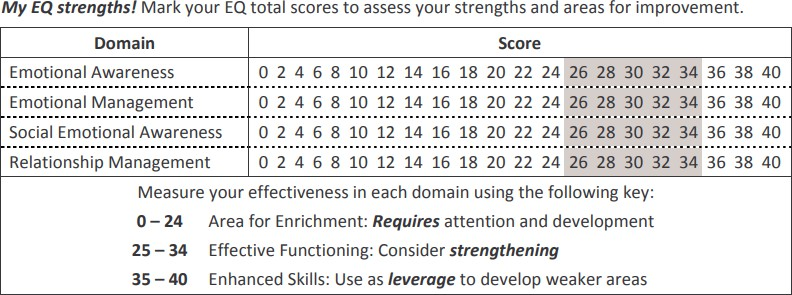 My EQ strengths! Mark your EQ total scores to assess your strengths and areas for improvement.
Domain Score
Emotional Awareness 0 2 4 6 8 10 12 14 16 18 20 22 24 26 28 30 32 34 36 38 40
Emotional Management 0 2 4 6 8 10 12 14 16 18 20 22 24 26 28 30 32 34 36 38 40
Social Emotional Awareness 0 2 4 6 8 10 12 14 16 18 20 22 24 26 28 30 32 34 36 38 40
Relationship Management 0 2 4 6 8 10 12 14 16 18 20 22 24 26 28 30 32 34 36 38 40
Measure your effectiveness in each domain using the following key:
0 – 24 Area for Enrichment: Requires attention and development
25 – 34 Effective Functioning: Consider strengthening
35 – 40 Enhanced Skills: Use as leverage to develop weaker areas